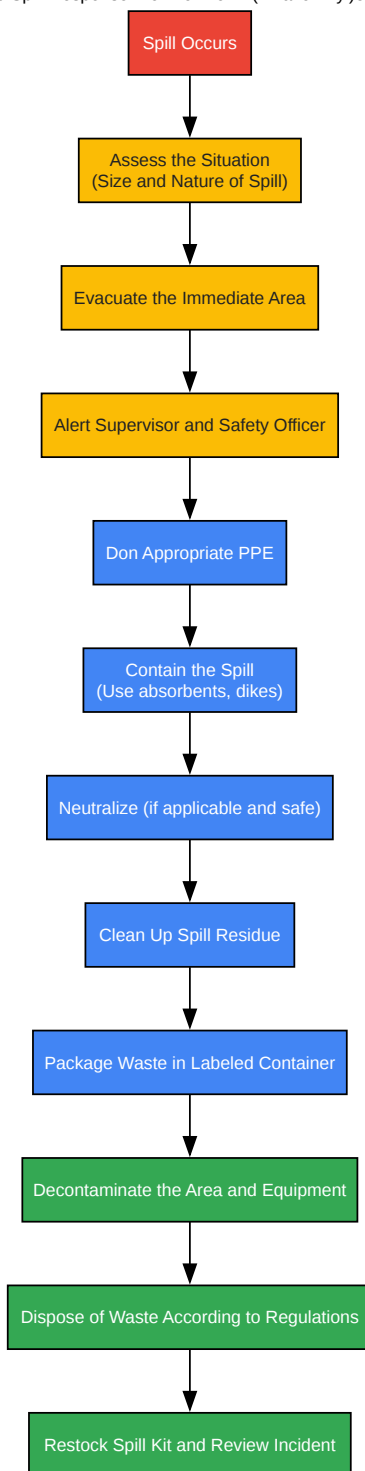 Spill Occurs
Assess the Situation
(Size and Nature of Spill)
Evacuate the Immediate Area
Alert Supervisor and Safety Officer
Don Appropriate PPE
Contain the Spill
(Use absorbents, dikes)
Neutralize (if applicable and safe)
Clean Up Spill Residue
Package Waste in Labeled Container
Decontaminate the Area and Equipment
Dispose of Waste According to Regulations
Restock Spill Kit and Review Incident